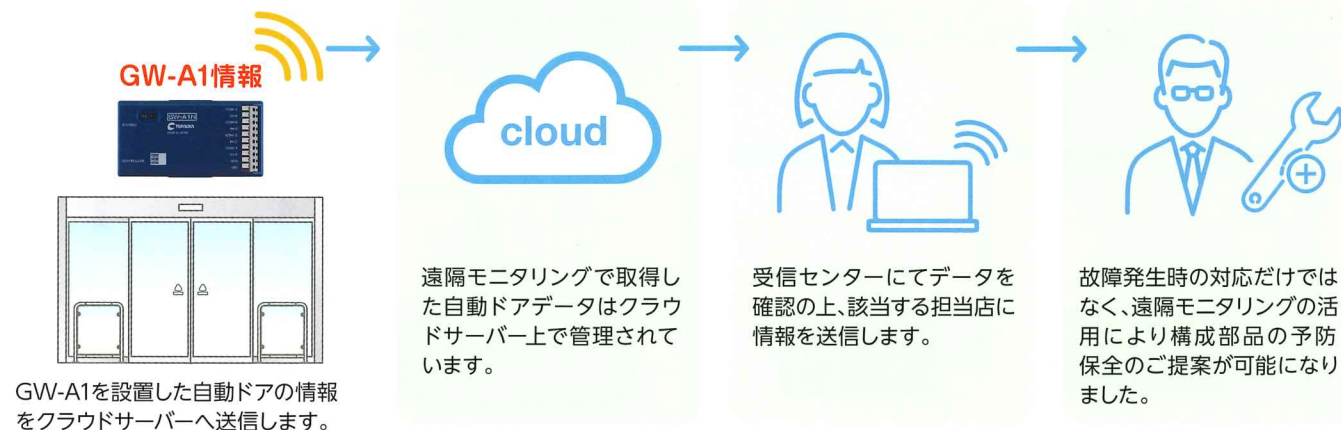 GW-A1情報
GW-A1N
GW-A1を設置した自動ドアの情報
をクラウドサーバーへ送信します。
cloud
遠隔モニタリングで取得し
た自動ドアデータはクラウ
ドサーバー上で管理されて
います。
受信センターにてデータを
確認の上、該当する担当店に
情報を送信します。
故障発生時の対応だけでは
なく、遠隔モニタリングの活
用により構成部品の予防
保全のご提案が可能になり
ました。